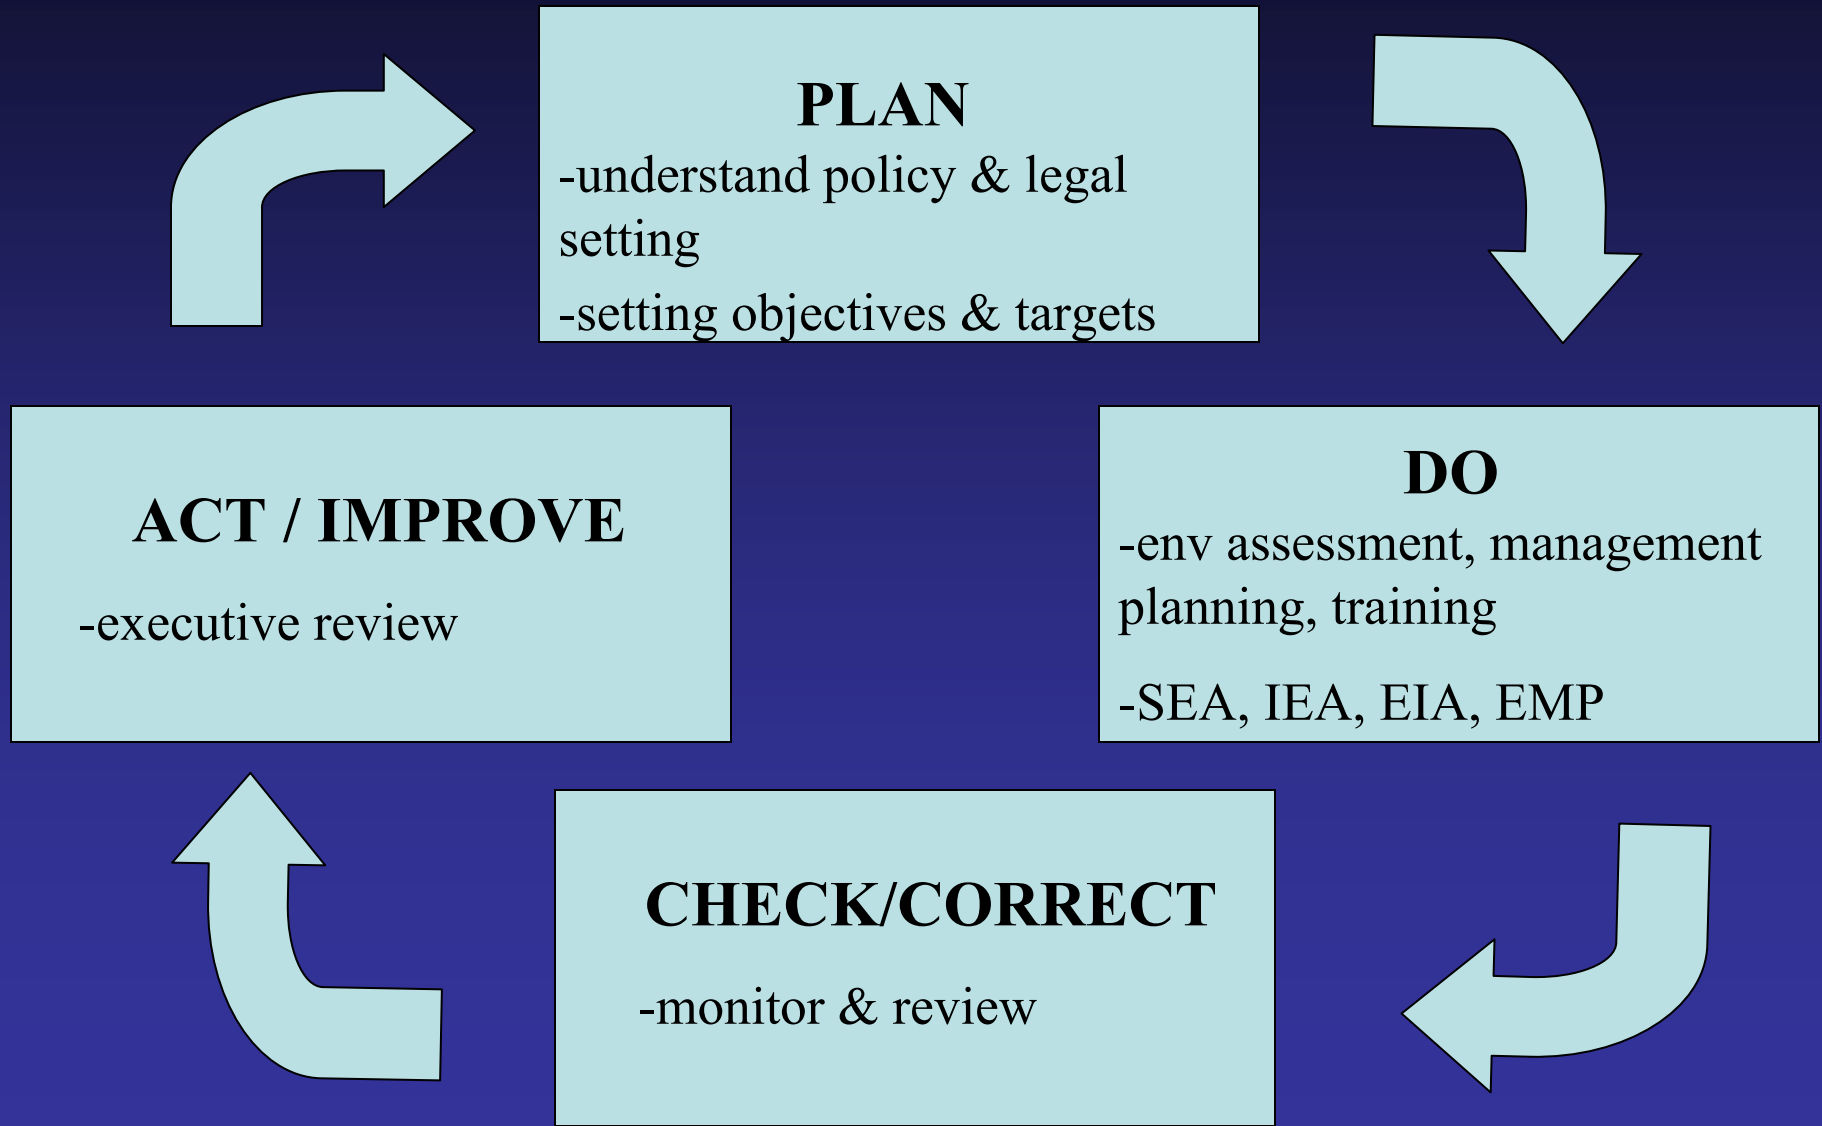 PLAN
-understand policy & legal
setting
-setting objectives & targets
ACT / IMPROVE
-executive review
DO
-env assessment, management
planning, training
-SEA, IEA, EIA, EMP
CHECK/CORRECT
-monitor & review